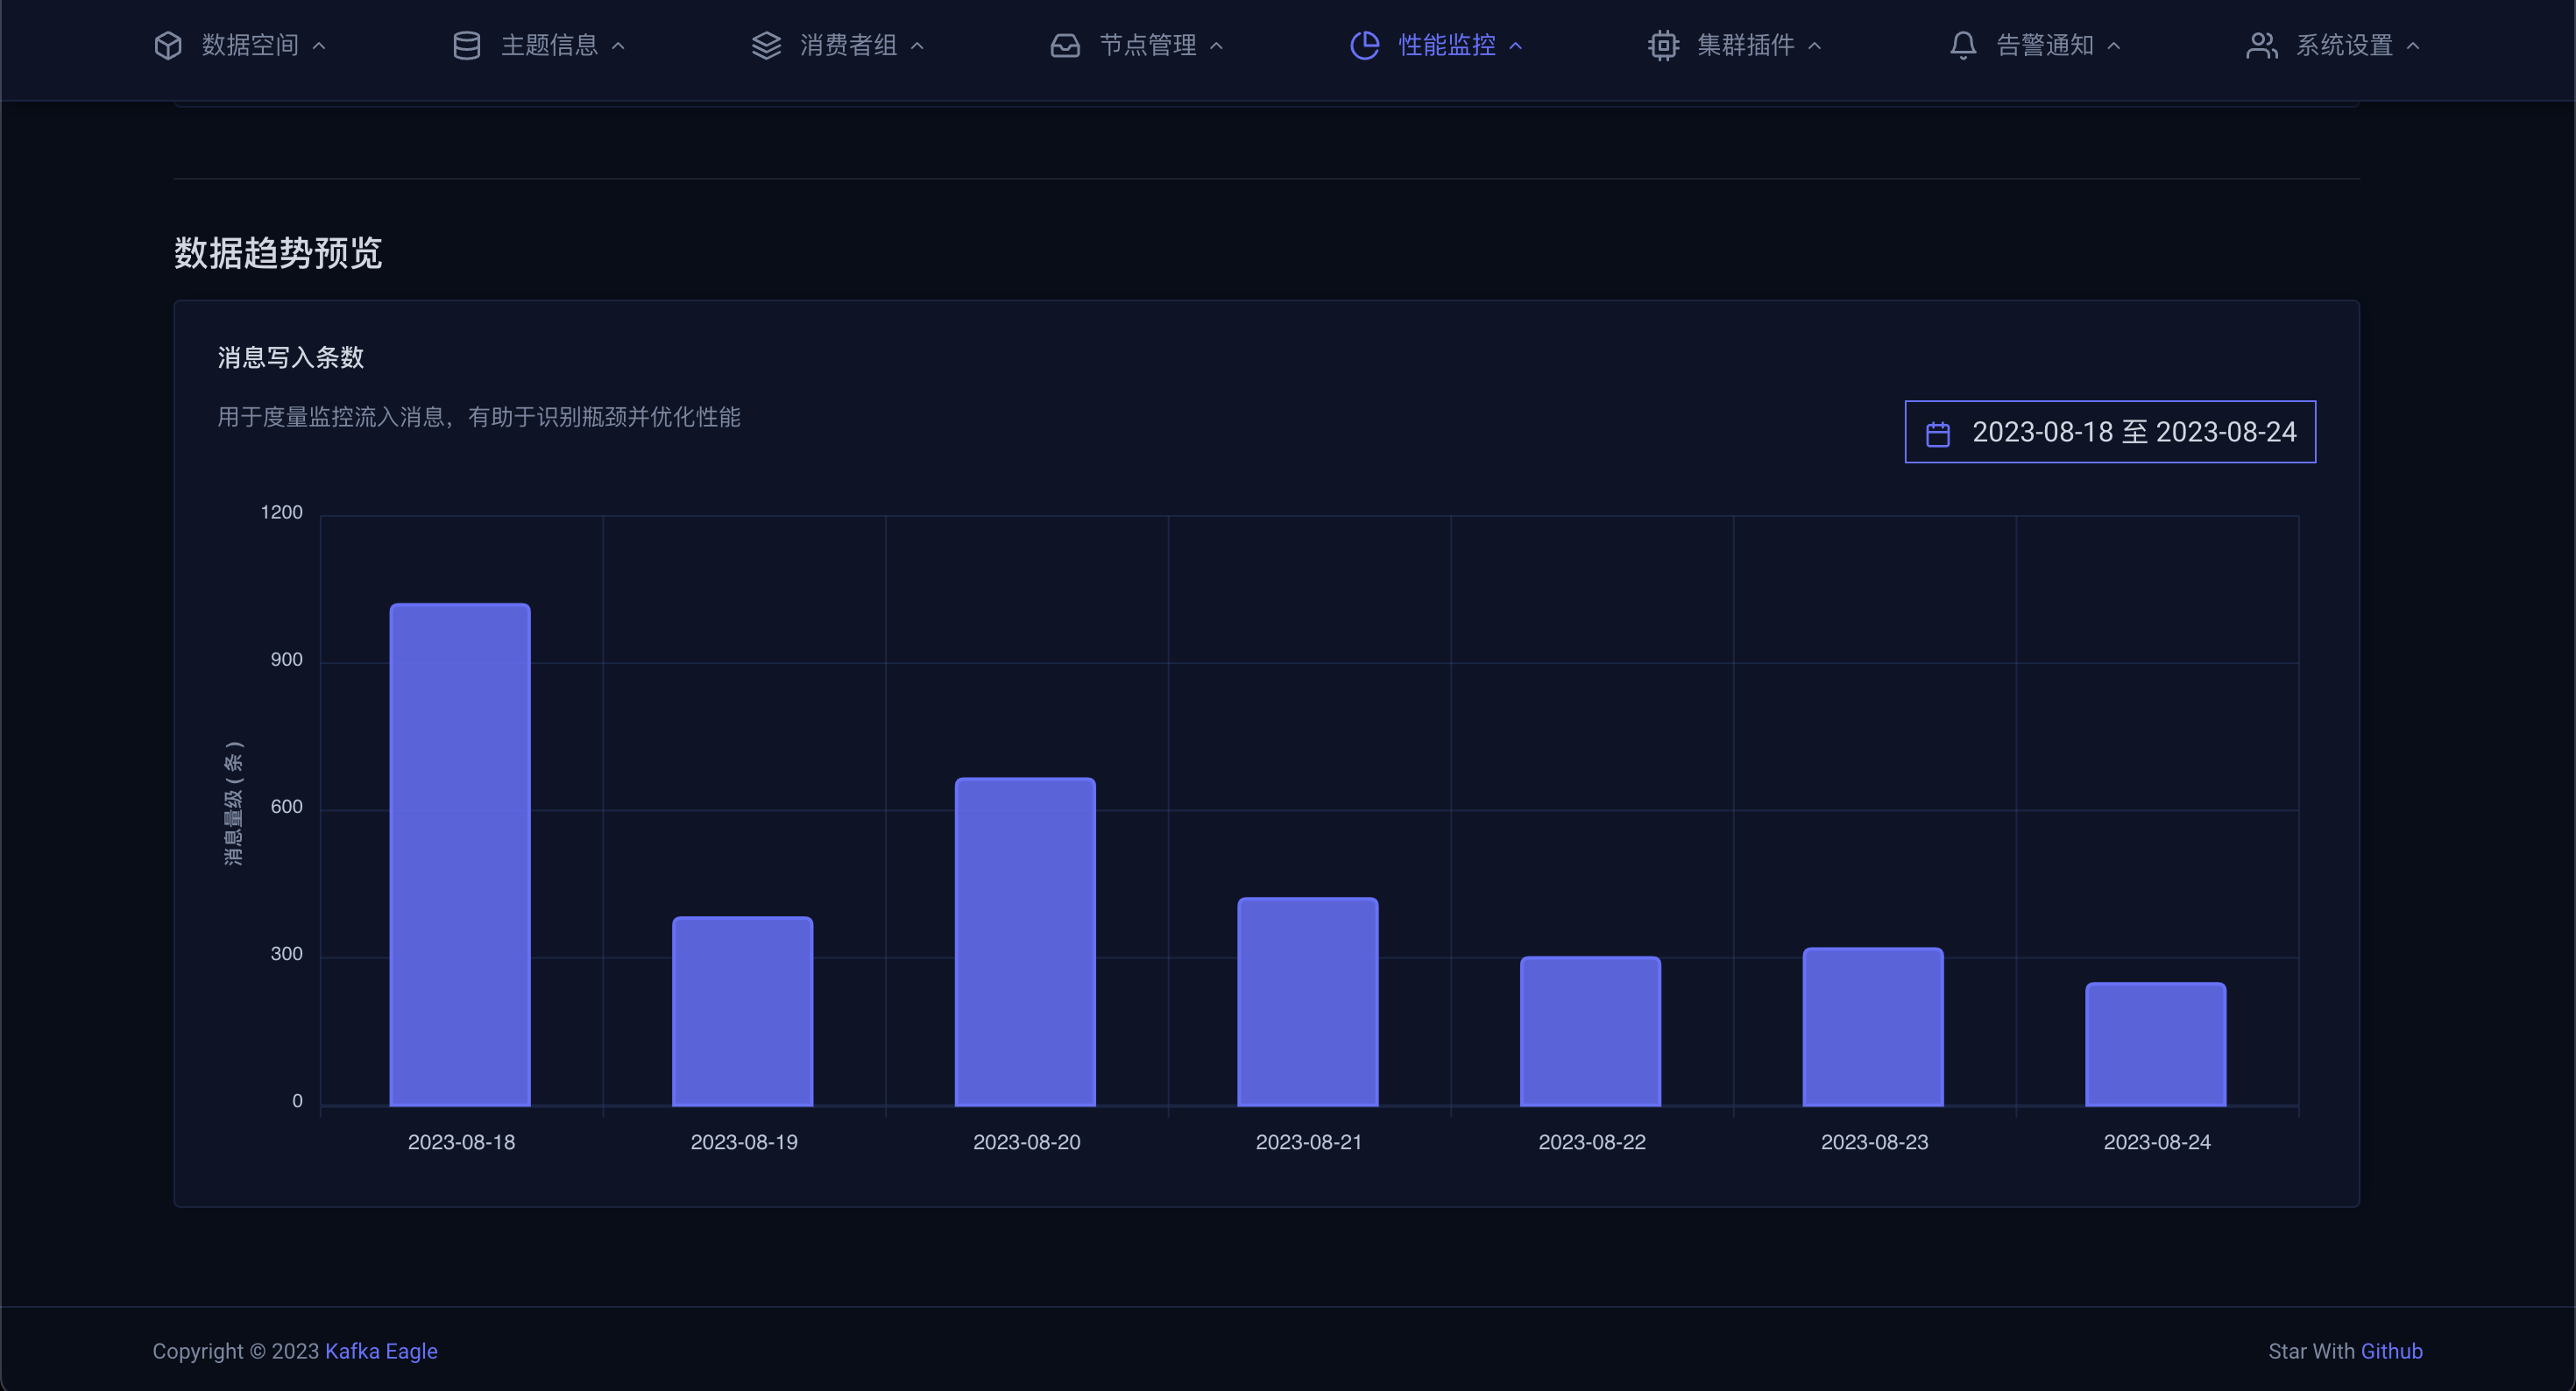 数据空间 主题信息 消费者组 节点管理 性能监控 集群插件 告警通知 系统设置
数据趋势预览
消息写入条数
用于度量监控流入消息，有助于识别瓶颈并优化性能
2023-08-18 至 2023-08-24
消息量级 ( 条 )
1200
900
600
300
0
2023-08-18 2023-08-19 2023-08-20 2023-08-21 2023-08-22 2023-08-23 2023-08-24
Copyright © 2023 Kafka Eagle
Star With Github